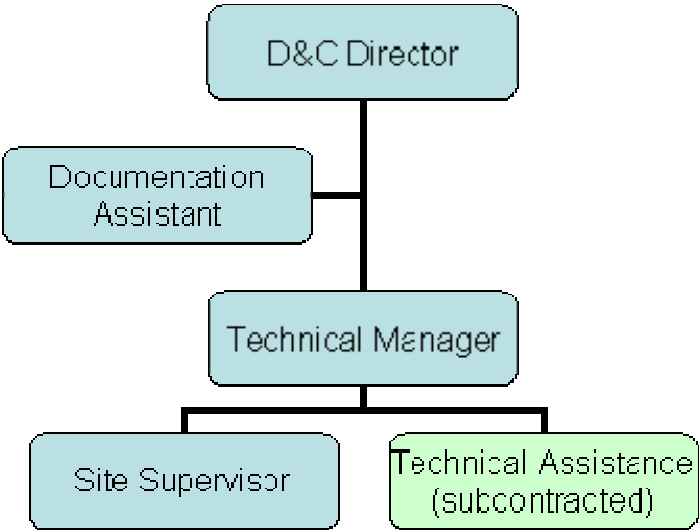 D&C Director
Documentation
Assistant
Technical Manager
Site Supervisor
Technical Assistance
(subcontracted)